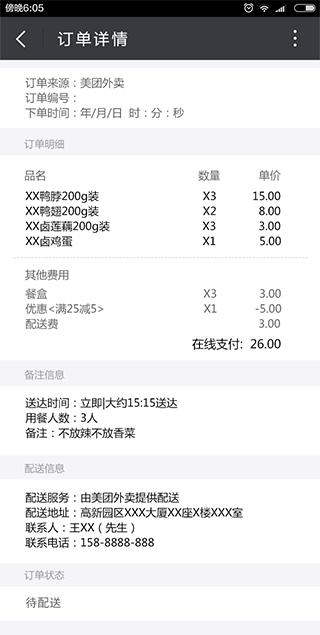 傍晚6:05
订单详情
订单来源：美团外卖
订单编号：
下单时间：年/月/日 时：分：秒
订单明细
品名 数量 单价
XX鸭脖200g装 X3 15.00
XX鸭翅200g装 X2 8.00
XX卤莲藕200g装 X3 3.00
XX卤鸡蛋 X1 5.00
其他费用
餐盒 X3 3.00
优惠<满25减5> X1 -5.00
配送费 3.00
在线支付: 26.00
备注信息
送达时间：立即|大约15:15送达
用餐人数：3人
备注：不放辣不放香菜
配送信息
配送服务：由美团外卖提供配送
配送地址：高新园区XXX大厦XX座X楼XXX室
联系人：王XX（先生）
联系电话：158-8888-888
订单状态
待配送